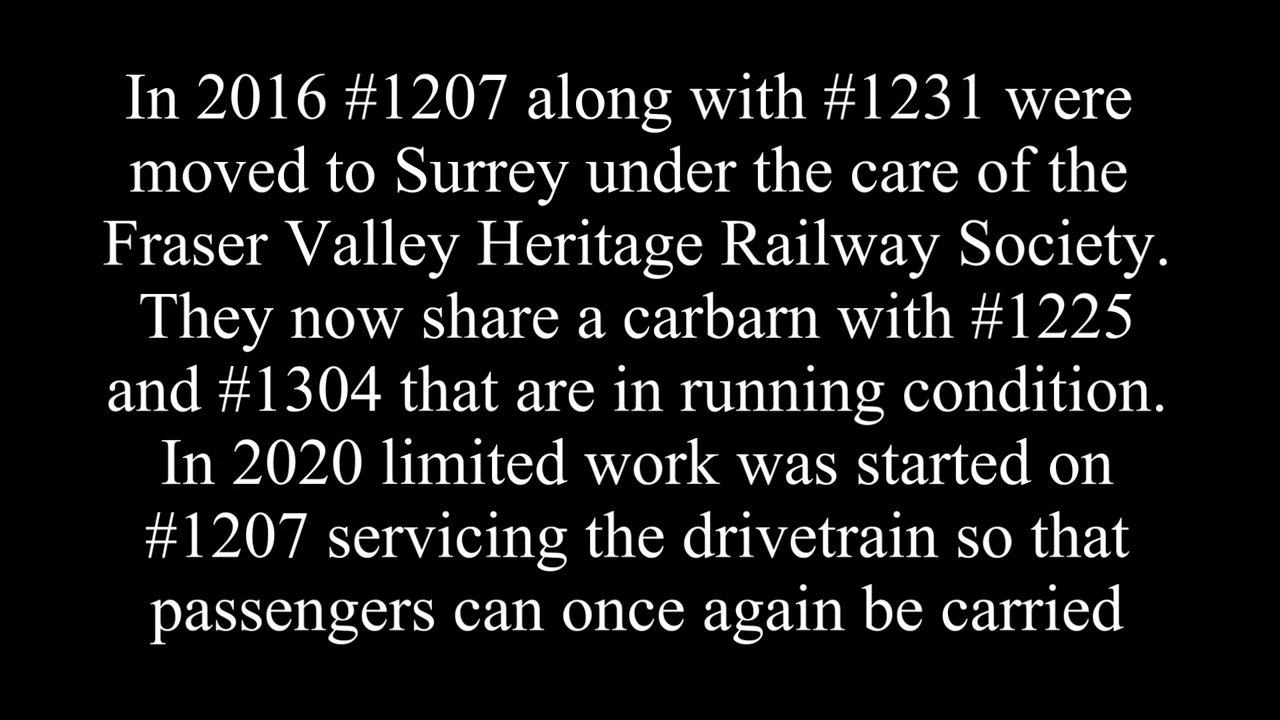 In 2016 #1207 along with #1231 were
moved to Surrey under the care of the
Fraser Valley Heritage Railway Society.
They now share a carbarn with #1225
and #1304 that are in running condition.
In 2020 limited work was started on
#1207 servicing the drivetrain so that
passengers can once again be carried